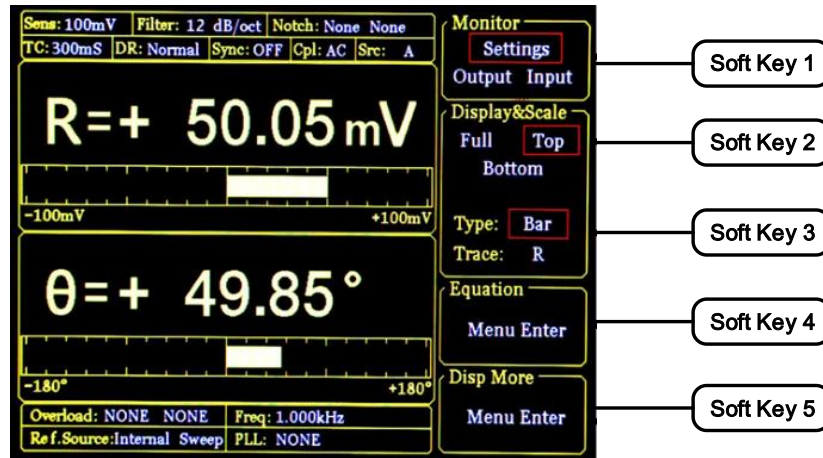 Sens: 100mV Filter: 12 dB/oct Notch: None None
TC: 300mS DR: Normal Sync: OFF Cpl: AC Src: A
R=+ 50.05 mV
-100mV +100mV
θ=+ 49.85°
-180° +180°
Overload: NONE NONE Freq: 1.000kHz
Ref.Source:Internal Sweep PLL: NONE
Monitor
Settings
Output Input
Display&Scale
Full Top
Bottom
Type: Bar
Trace: R
Equation
Menu Enter
Disp More
Menu Enter
Soft Key 1
Soft Key 2
Soft Key 3
Soft Key 4
Soft Key 5